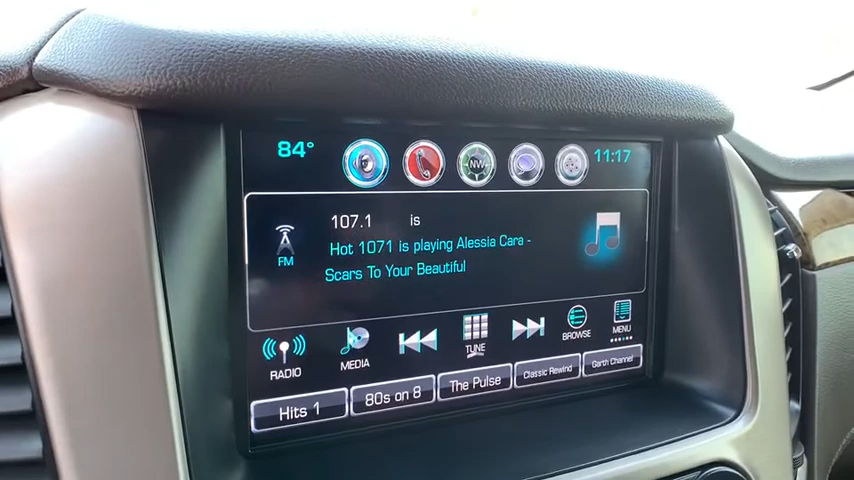 84°
NW
11:17
107.1 is
FM
Hot 1071 is playing Alessia Cara -
Scars To Your Beautiful
RADIO
MEDIA
TUNE
BROWSE
MENU
Hits 1
80s on 8
The Pulse
Classic Rewind
Garth Channel